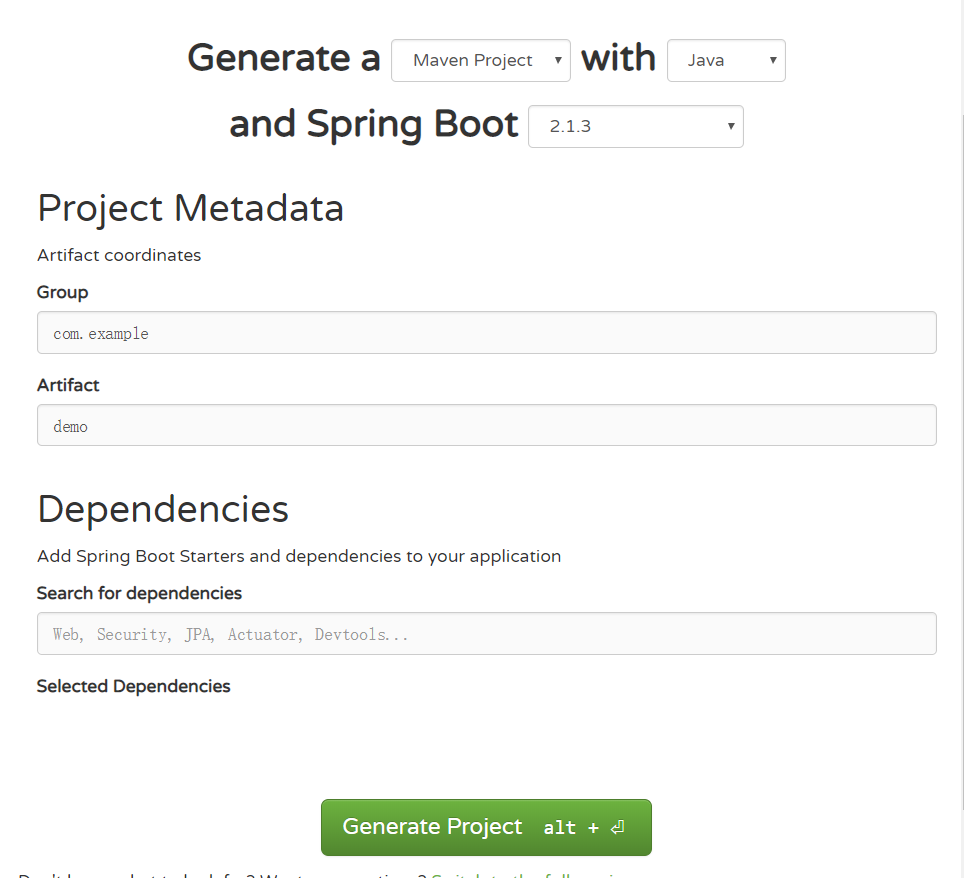 Generate a Maven Project with Java
and Spring Boot 2.1.3
Project Metadata
Artifact coordinates
Group
com.example
Artifact
demo
Dependencies
Add Spring Boot Starters and dependencies to your application
Search for dependencies
Web, Security, JPA, Actuator, Devtools...
Selected Dependencies
Generate Project alt + ⏎